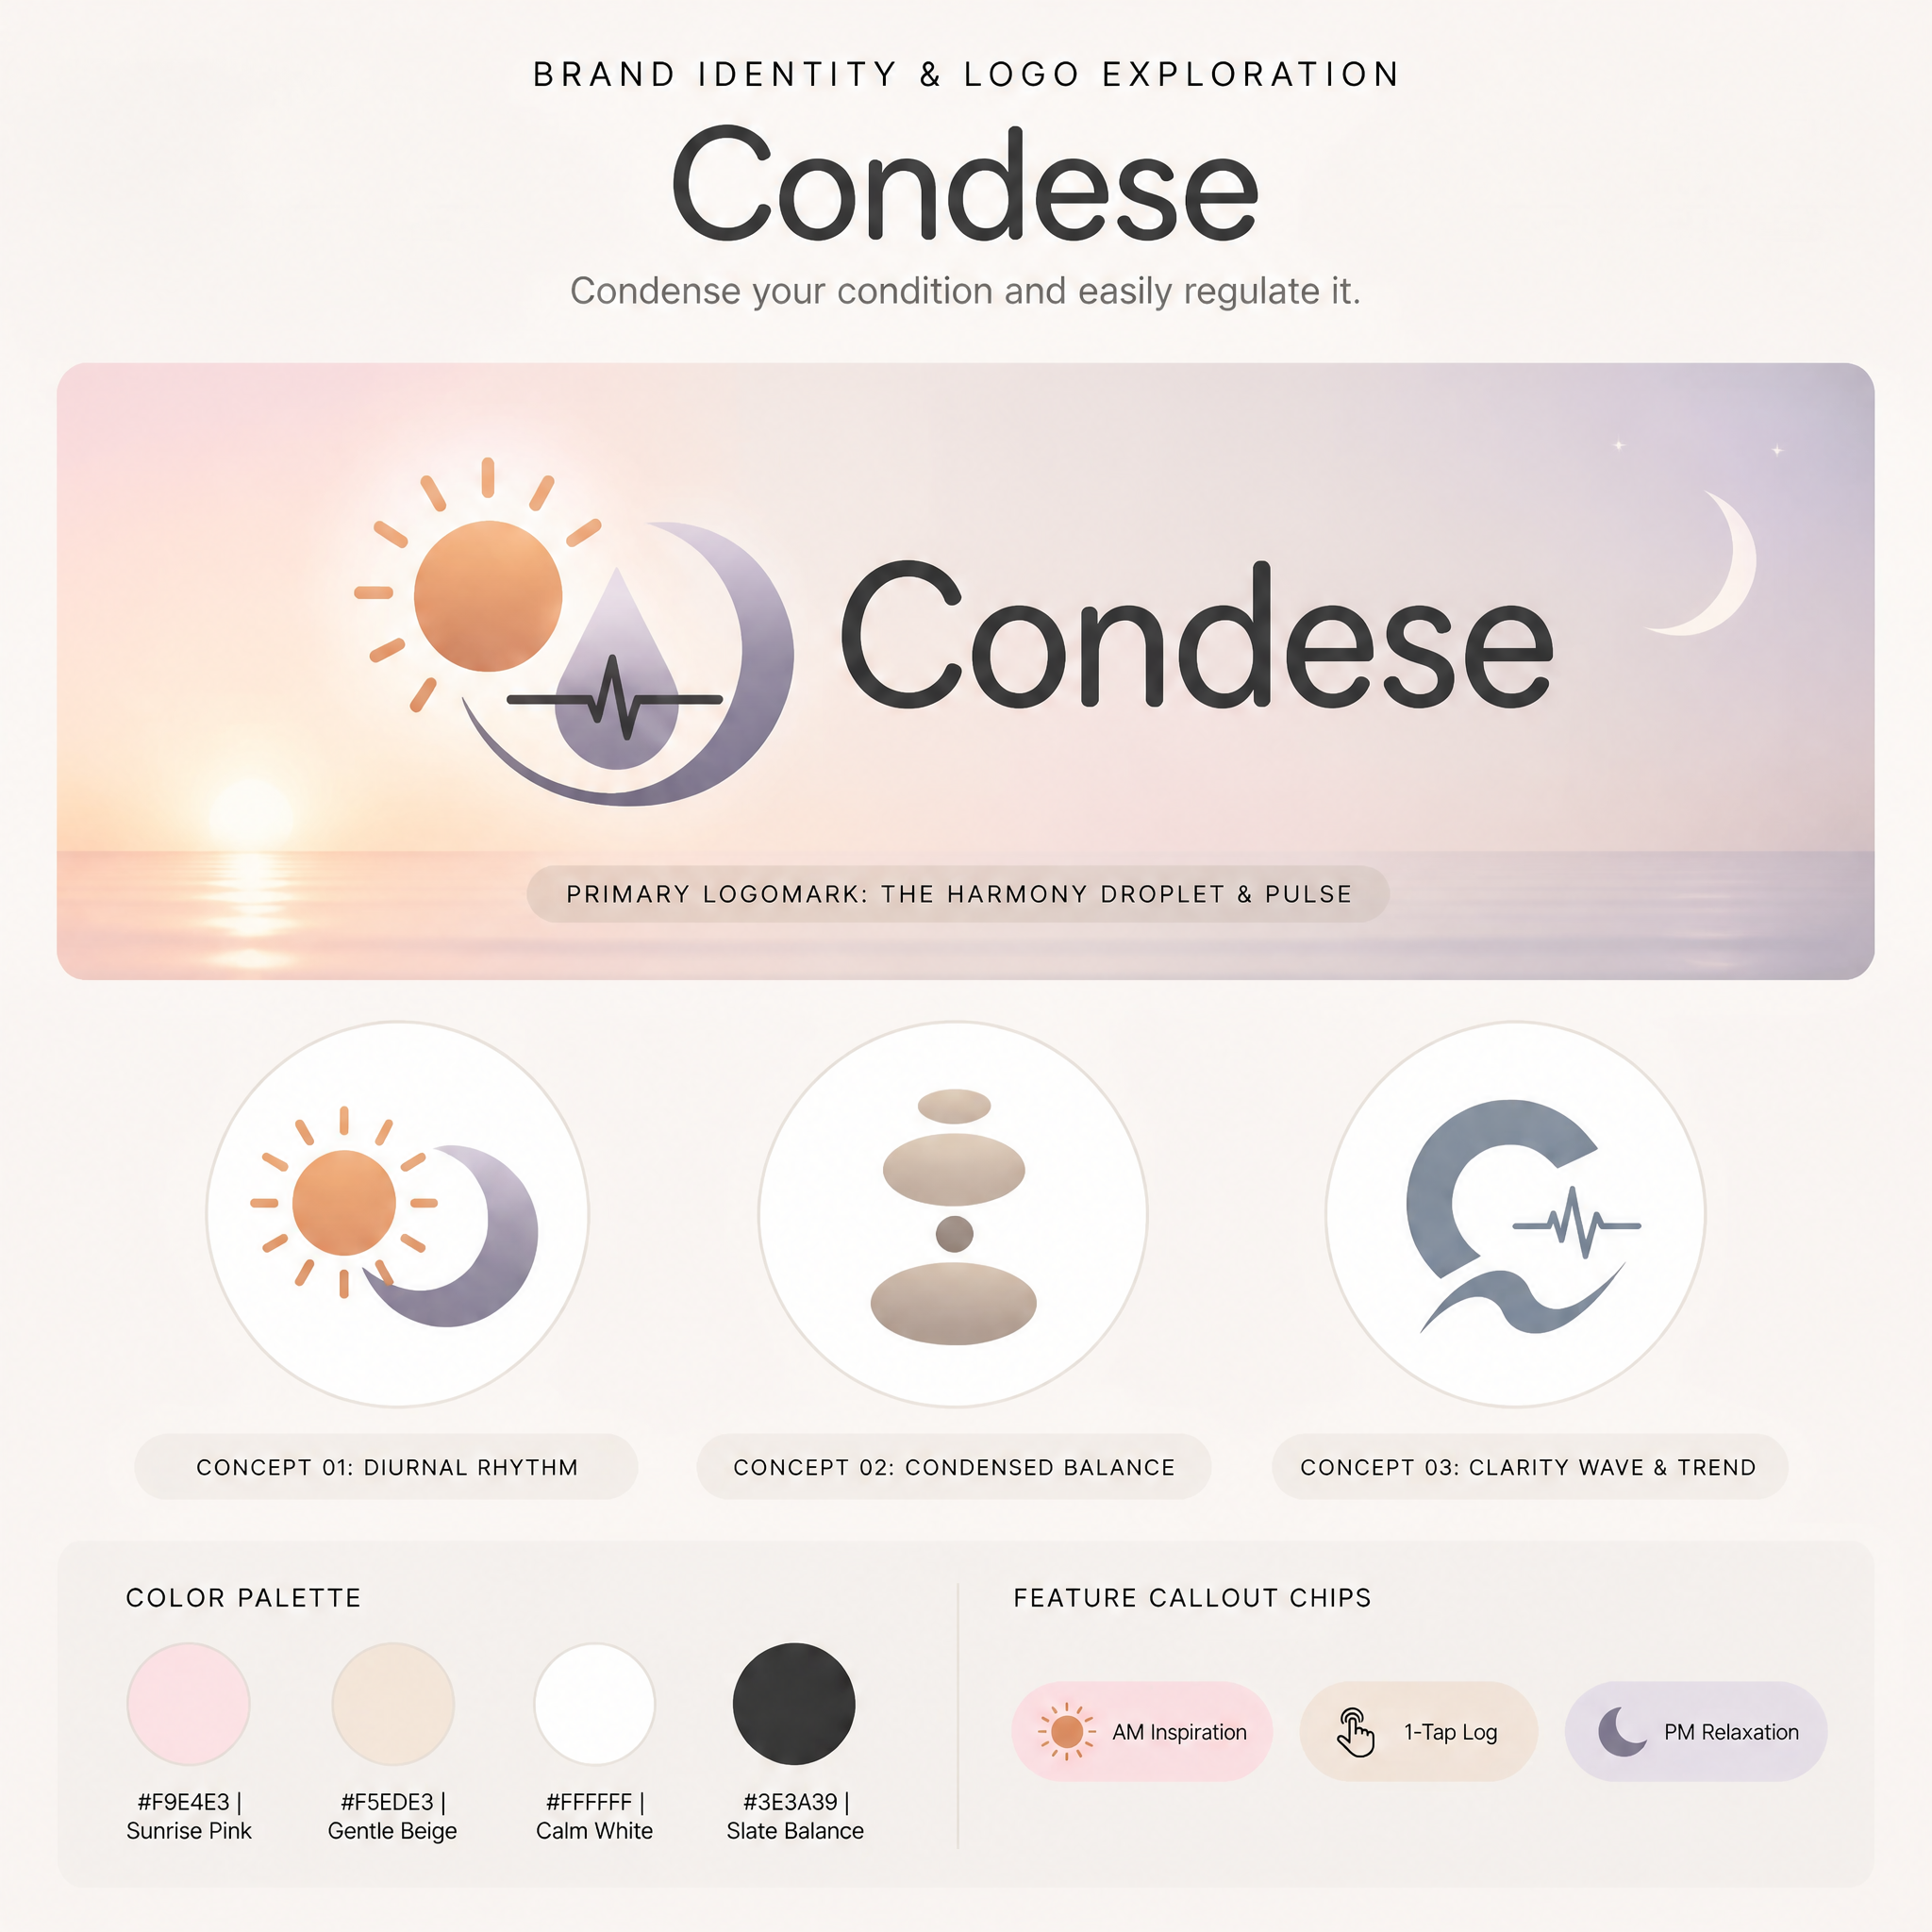 BRAND IDENTITY & LOGO EXPLORATION
Condese
Condense your condition and easily regulate it.
Condese
PRIMARY LOGOMARK: THE HARMONY DROPLET & PULSE
CONCEPT 01: DIURNAL RHYTHM
CONCEPT 02: CONDENSED BALANCE
CONCEPT 03: CLARITY WAVE & TREND
COLOR PALETTE
#F9E4E3 |
Sunrise Pink
#F5EDE3 |
Gentle Beige
#FFFFFF |
Calm White
#3E3A39 |
Slate Balance
FEATURE CALLOUT CHIPS
AM Inspiration
1-Tap Log
PM Relaxation